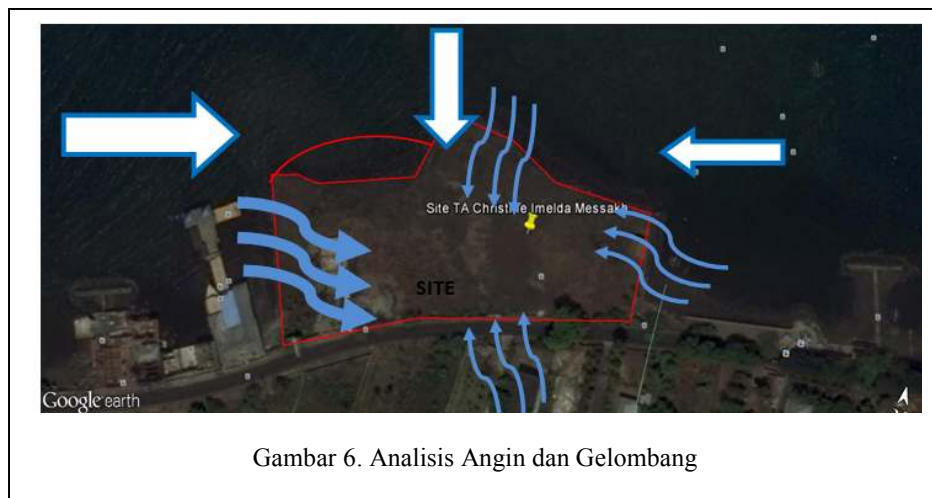 Site TA Christine Imelda Messakh
SITE
Google earth
Gambar 6. Analisis Angin dan Gelombang